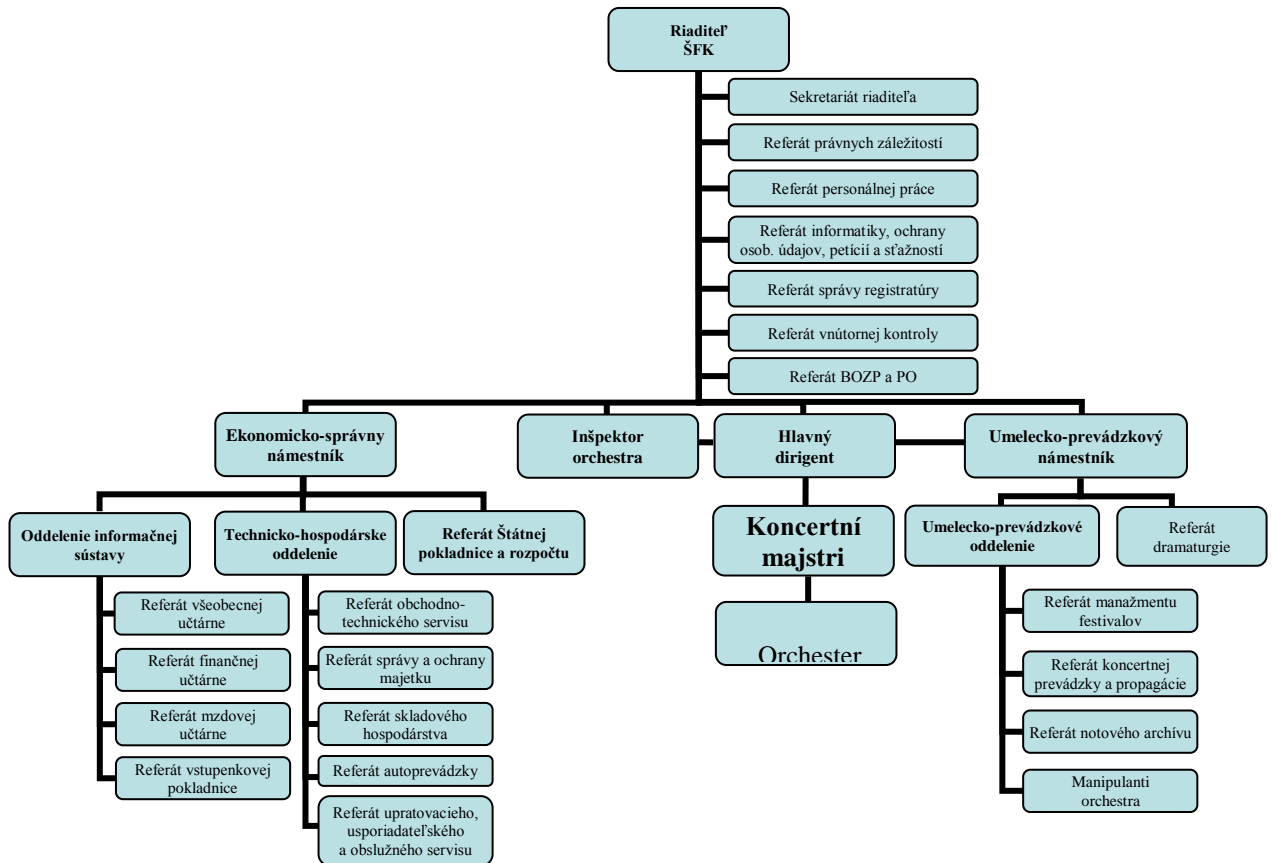 Riaditeľ
ŠFK
Sekretariát riaditeľa
Referát právnych záležitostí
Referát personálnej práce
Referát informatiky, ochrany
osob. údajov, petícií a sťažností
Referát správy registratúry
Referát vnútornej kontroly
Referát BOZP a PO
Ekonomicko-správny
námestník
Inšpektor
orchestra
Hlavný
dirigent
Umelecko-prevádzkový
námestník
Oddelenie informačnej
sústavy
Technicko-hospodárske
oddelenie
Referát Štátnej
pokladnice a rozpočtu
Koncertní
majstri
Umelecko-prevádzkové
oddelenie
Referát
dramaturgie
Referát všeobecnej
učtárne
Referát finančnej
učtárne
Referát mzdovej
učtárne
Referát vstupenkovej
pokladnice
Referát obchodno-
technického servisu
Referát správy a ochrany
majetku
Referát skladového
hospodárstva
Referát autoprevádzky
Referát upratovacieho,
usporiadateľského
a obslužného servisu
Orchester
Referát manažmentu
festivalov
Referát koncertnej
prevádzky a propagácie
Referát notového archívu
Manipulanti
orchestra